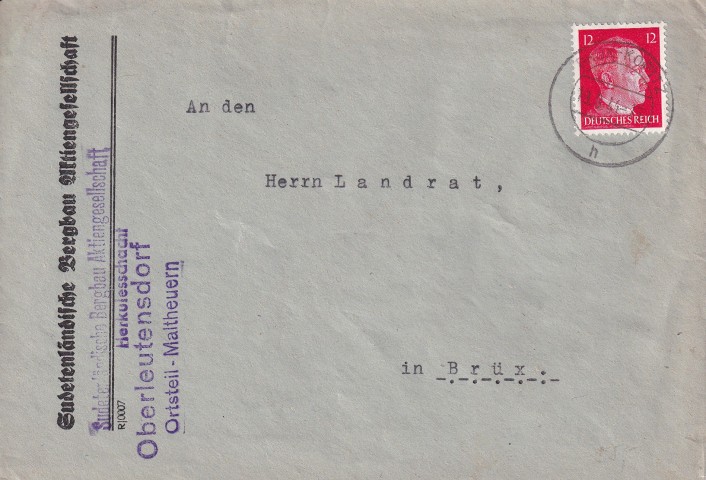 Sudetenländische Bergbau Aktiengesellschaft
Sudetenländische Bergbau Aktiengesellschaft
R/0007
Herkulesschacht
Oberleutensdorf
Ortsteil - Maltheuern
12 12
DEUTSCHES REICH
h
An den
Herrn Landrat,
in Brüx.